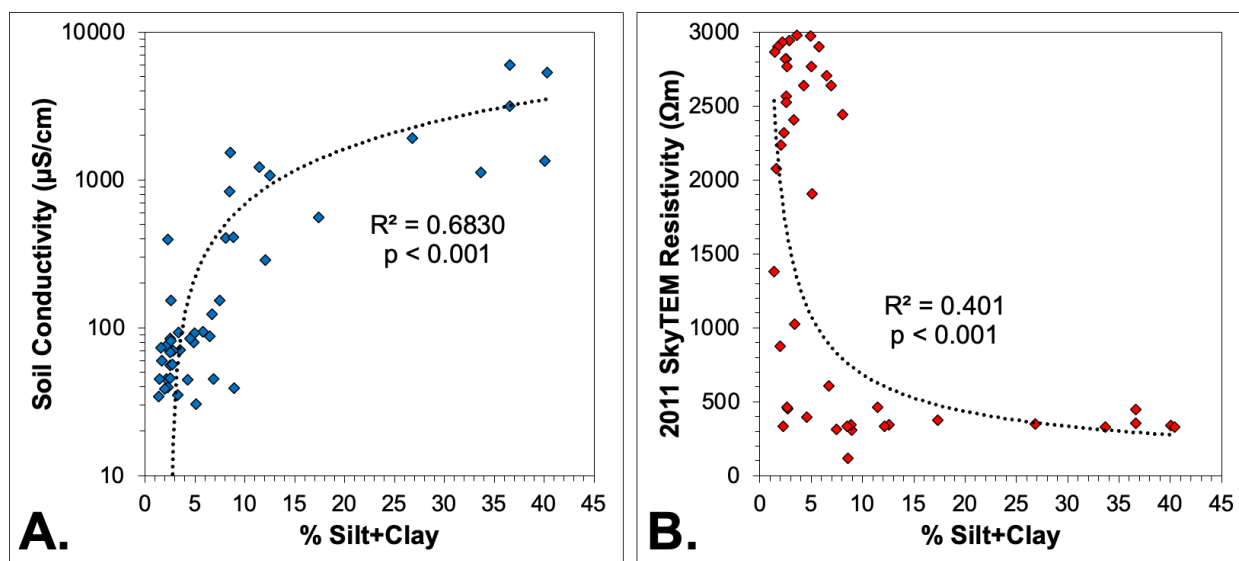 10000
1000
100
10
0 5 10 15 20 25 30 35 40 45
Soil Conductivity (µS/cm)
% Silt+Clay
R² = 0.6830
p < 0.001
A.
3000
2500
2000
1500
1000
500
0
0 5 10 15 20 25 30 35 40 45
2011 SkyTEM Resistivity (Ωm)
% Silt+Clay
R² = 0.401
p < 0.001
B.